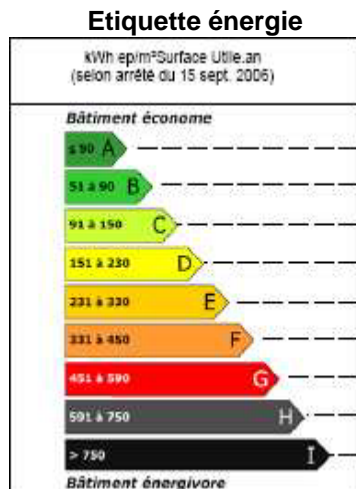 Etiquette énergie
kWh ep/m²Surface Utile.an
(selon arrêté du 15 sept. 2006)
Bâtiment économe
≤ 90 A
51 à 90 B
91 à 150 C
151 à 230 D
231 à 330 E
331 à 450 F
451 à 590 G
591 à 750 H
> 750 I
Bâtiment énergivore